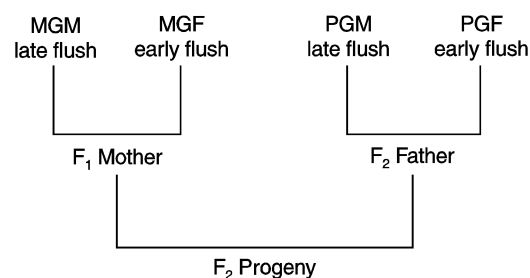 MGM MGF PGM PGF
late flush early flush late flush early flush
F₁ Mother F₂ Father
F₂ Progeny